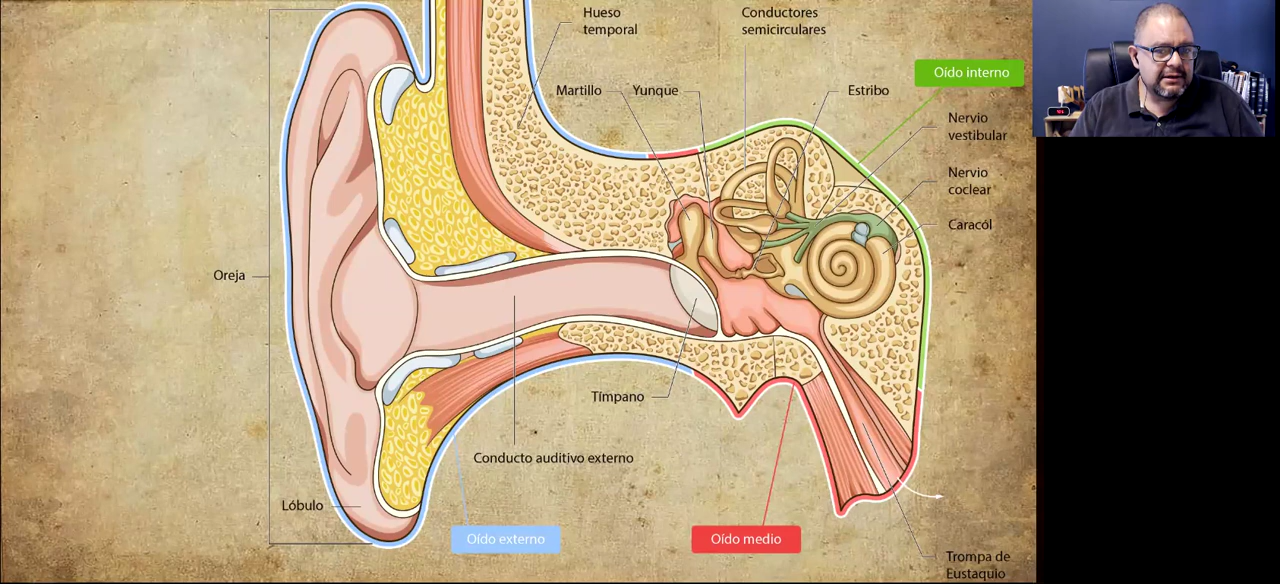 Hueso
temporal
Conductores
semicirculares
Oído interno
Martillo
Yunque
Estribo
Nervio
vestibular
Nervio
coclear
Caracól
Oreja
Tímpano
Conducto auditivo externo
Lóbulo
Oído externo
Oído medio
Trompa de
Eustaquio